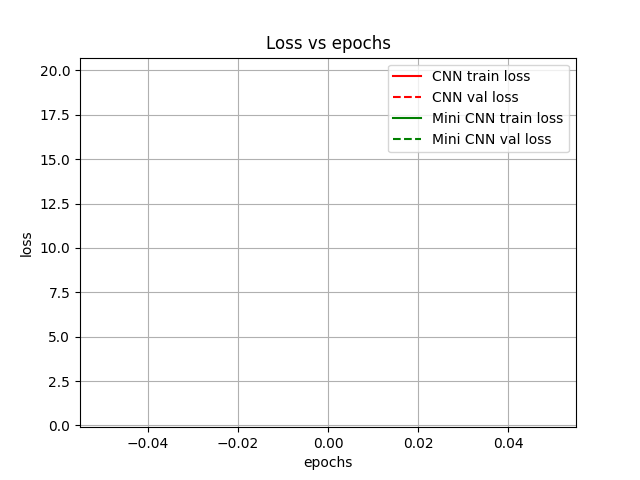 Loss vs epochs
CNN train loss
CNN val loss
Mini CNN train loss
Mini CNN val loss
20.0
17.5
15.0
12.5
10.0
7.5
5.0
2.5
0.0
loss
−0.04 −0.02 0.00 0.02 0.04
epochs